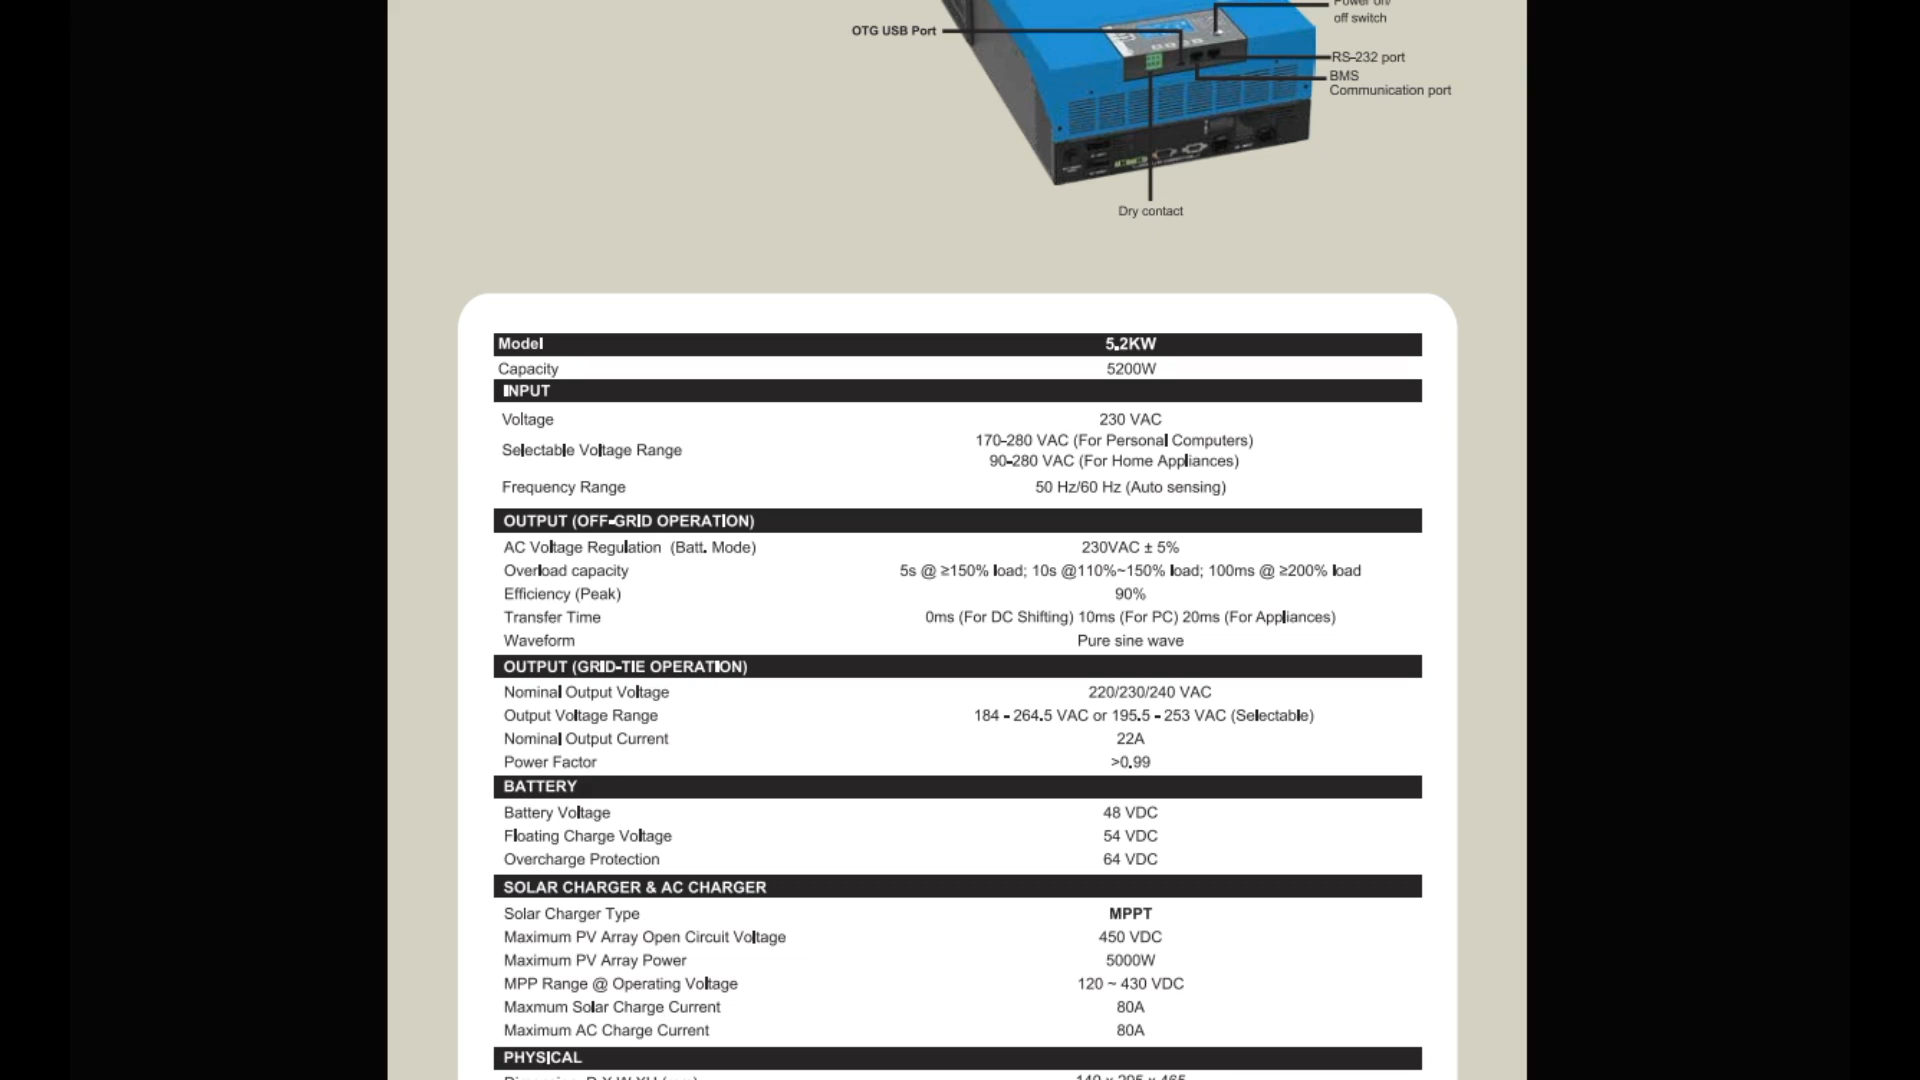 Power on/
off switch
OTG USB Port
RS-232 port
BMS
Communication port
Dry contact
Model 5.2KW
Capacity 5200W
INPUT
Voltage 230 VAC
Selectable Voltage Range 170-280 VAC (For Personal Computers)
90-280 VAC (For Home Appliances)
Frequency Range 50 Hz/60 Hz (Auto sensing)
OUTPUT (OFF-GRID OPERATION)
AC Voltage Regulation (Batt. Mode) 230VAC ± 5%
Overload capacity 5s @ ≥150% load; 10s @110%~150% load; 100ms @ ≥200% load
Efficiency (Peak) 90%
Transfer Time 0ms (For DC Shifting) 10ms (For PC) 20ms (For Appliances)
Waveform Pure sine wave
OUTPUT (GRID-TIE OPERATION)
Nominal Output Voltage 220/230/240 VAC
Output Voltage Range 184 - 264.5 VAC or 195.5 - 253 VAC (Selectable)
Nominal Output Current 22A
Power Factor >0.99
BATTERY
Battery Voltage 48 VDC
Floating Charge Voltage 54 VDC
Overcharge Protection 64 VDC
SOLAR CHARGER & AC CHARGER
Solar Charger Type MPPT
Maximum PV Array Open Circuit Voltage 450 VDC
Maximum PV Array Power 5000W
MPP Range @ Operating Voltage 120 ~ 430 VDC
Maxmum Solar Charge Current 80A
Maximum AC Charge Current 80A
PHYSICAL